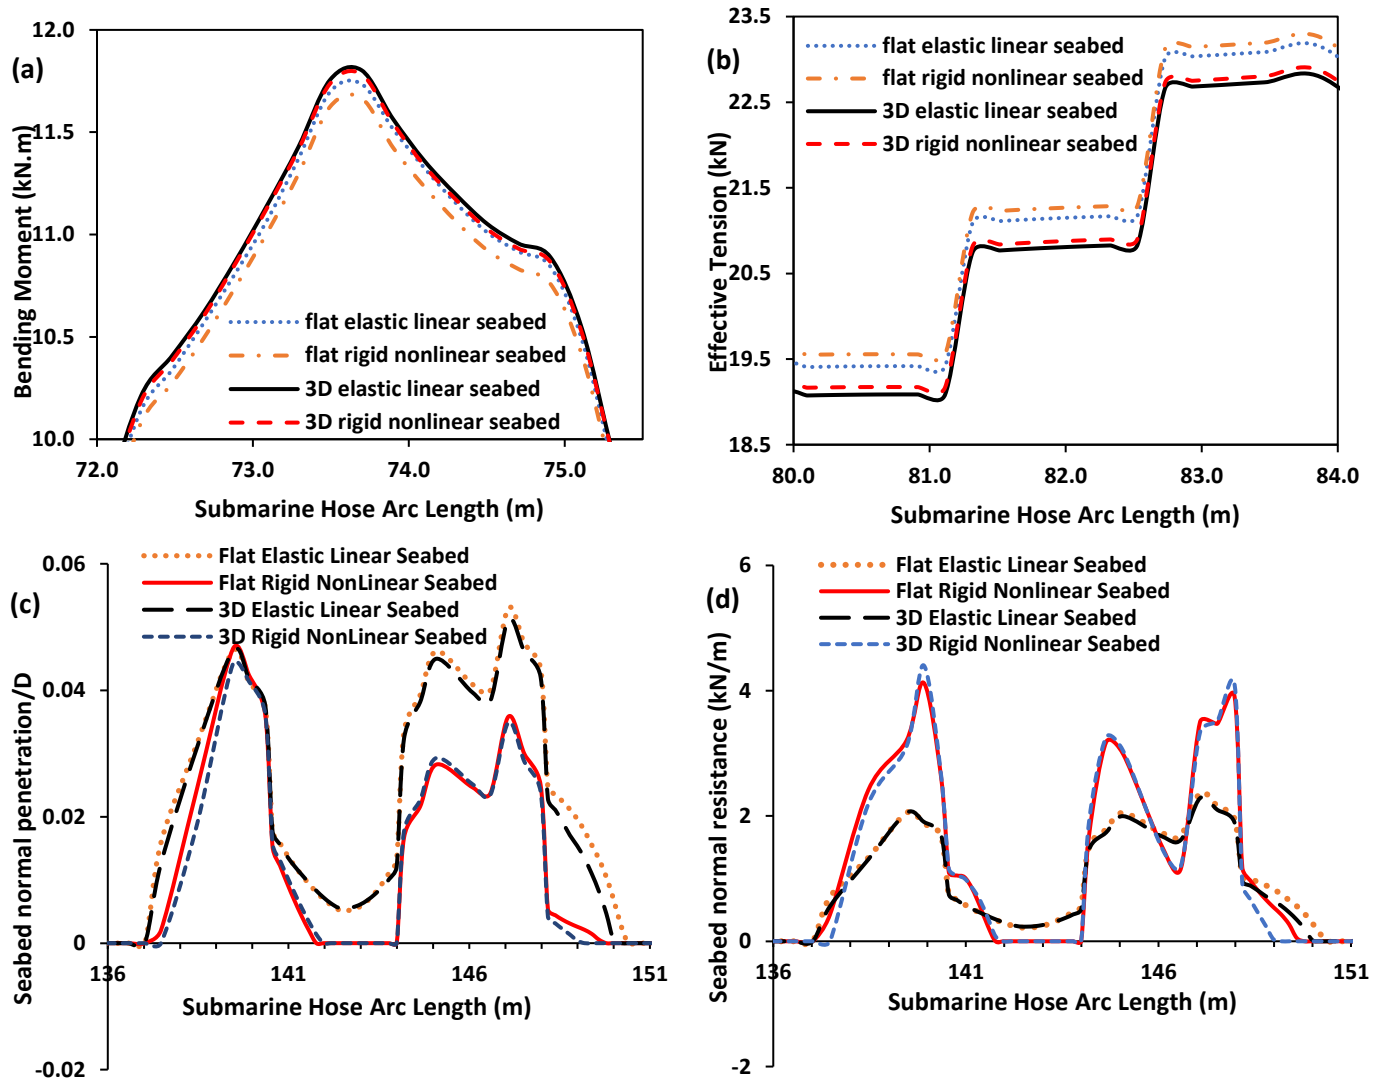 (a)
12.0
11.5
11.0
10.5
10.0
Bending Moment (kN.m)
flat elastic linear seabed
flat rigid nonlinear seabed
3D elastic linear seabed
3D rigid nonlinear seabed
72.0 73.0 74.0 75.0
Submarine Hose Arc Length (m)
(b)
23.5
22.5
21.5
20.5
19.5
18.5
Effective Tension (kN)
flat elastic linear seabed
flat rigid nonlinear seabed
3D elastic linear seabed
3D rigid nonlinear seabed
80.0 81.0 82.0 83.0 84.0
Submarine Hose Arc Length (m)
(c)
Flat Elastic Linear Seabed
Flat Rigid NonLinear Seabed
3D Elastic Linear Seabed
3D Rigid NonLinear Seabed
0.06
0.04
0.02
0
-0.02
Seabed normal penetration/D
136 141 146 151
Submarine Hose Arc Length (m)
(d)
Flat Elastic Linear Seabed
Flat Rigid Nonlinear Seabed
3D Elastic Linear Seabed
3D Rigid Nonlinear Seabed
6
4
2
0
-2
Seabed normal resistance (kN/m)
136 141 146 151
Submarine Hose Arc Length (m)